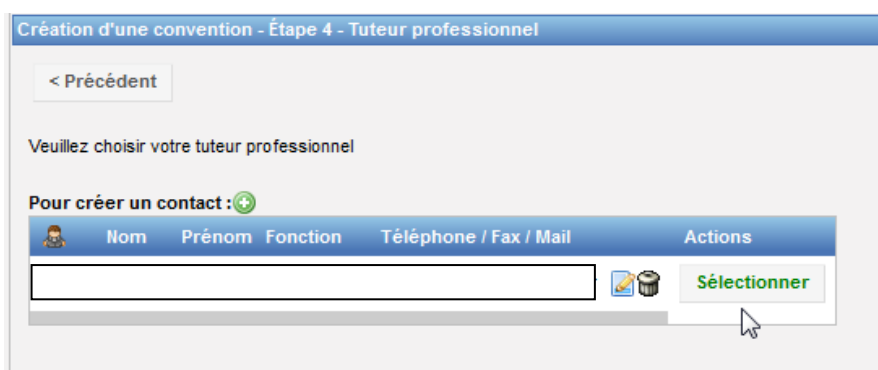 Création d'une convention - Étape 4 - Tuteur professionnel
< Précédent
Veuillez choisir votre tuteur professionnel
Pour créer un contact :
Nom Prénom Fonction Téléphone / Fax / Mail Actions
Sélectionner